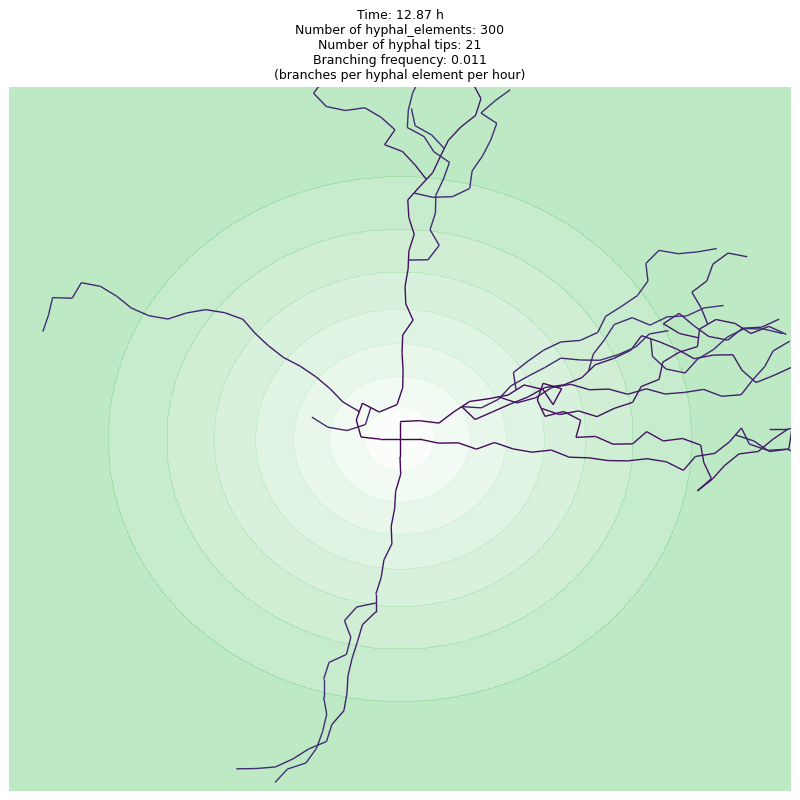 Time: 12.87 h
Number of hyphal_elements: 300
Number of hyphal tips: 21
Branching frequency: 0.011
(branches per hyphal element per hour)